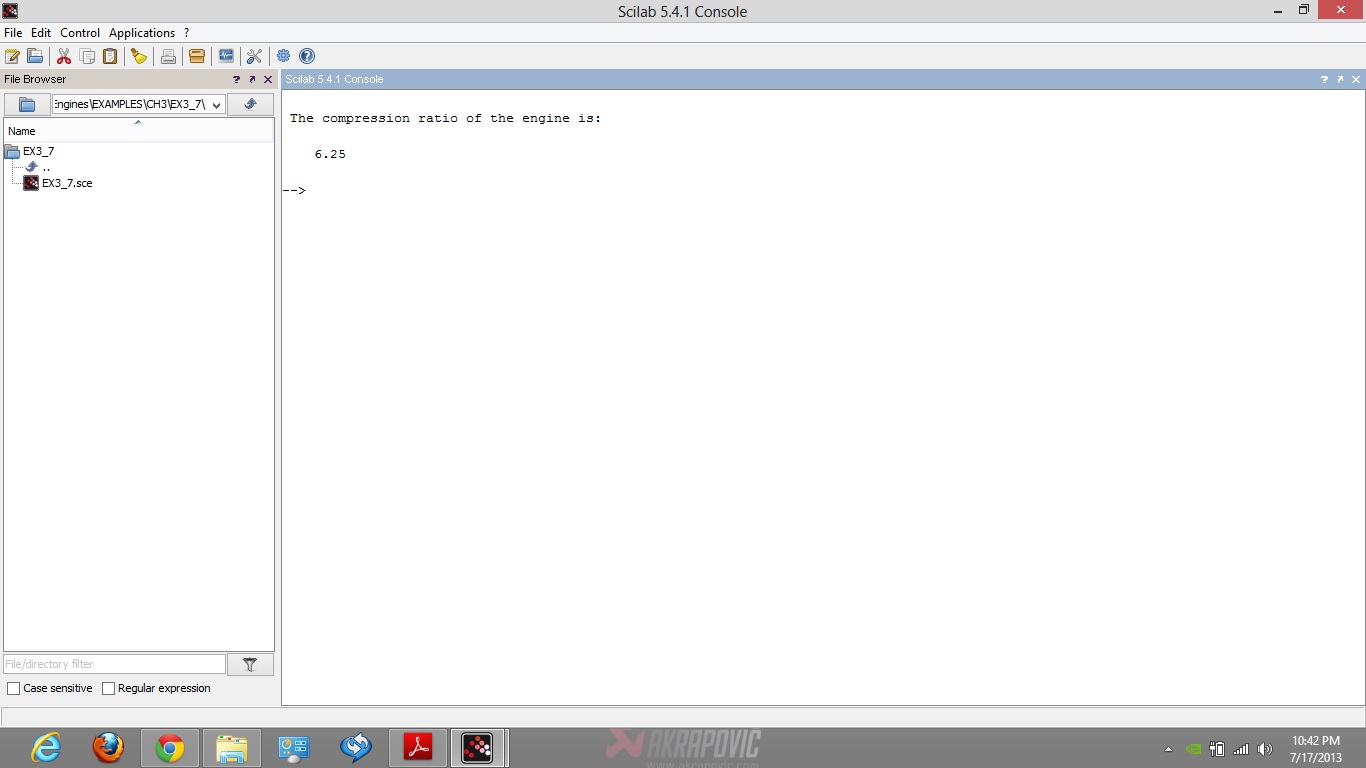 Scilab 5.4.1 Console
File Edit Control Applications ?
File Browser
Scilab 5.4.1 Console
:ngines\EXAMPLES\CH3\EX3_7\
Name
EX3_7
..
EX3_7.sce
The compression ratio of the engine is:
6.25
-->
File/directory filter
Case sensitive Regular expression
AKRAPOVIC
www.akrapovic.com
10:42 PM
7/17/2013